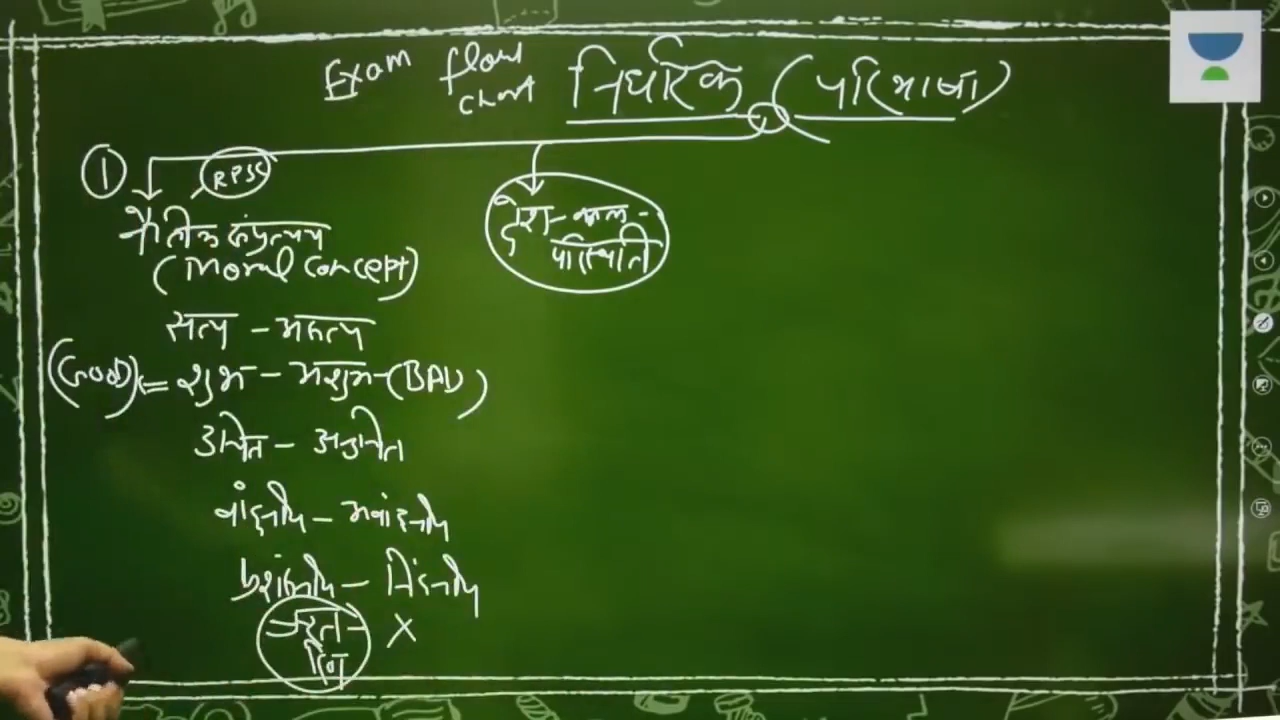 Exam flow chart निर्धारक (परिभाषा)
① RPSC
नैतिक संप्रत्यय
(Moral Concept)
देश-काल-
परिस्थिति
सत्य - असत्य
(Good) = शुभ - अशुभ - (BAD)
उचित - अनुचित
वांछनीय - अवांछनीय
प्रशंसनीय - निंदनीय
X